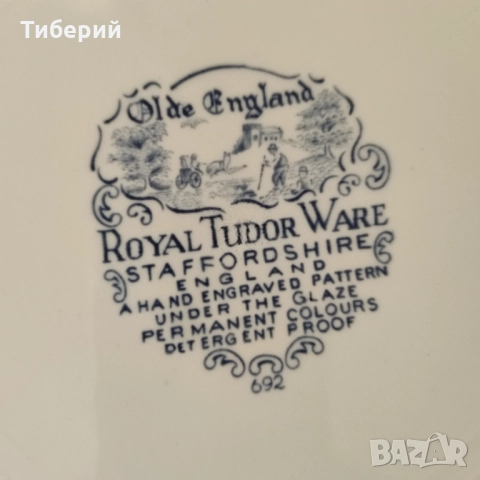 Тиберий
Olde England
ROYAL TUDOR WARE
STAFFORDSHIRE
ENGLAND
A HAND ENGRAVED PATTERN
UNDER THE GLAZE
PERMANENT COLOURS
DETERGENT PROOF
692
BAZAR